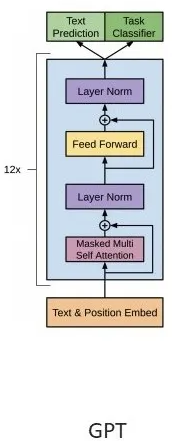 Text
Prediction
Task
Classifier
Layer Norm
Feed Forward
12x
Layer Norm
Masked Multi
Self Attention
Text & Position Embed
GPT